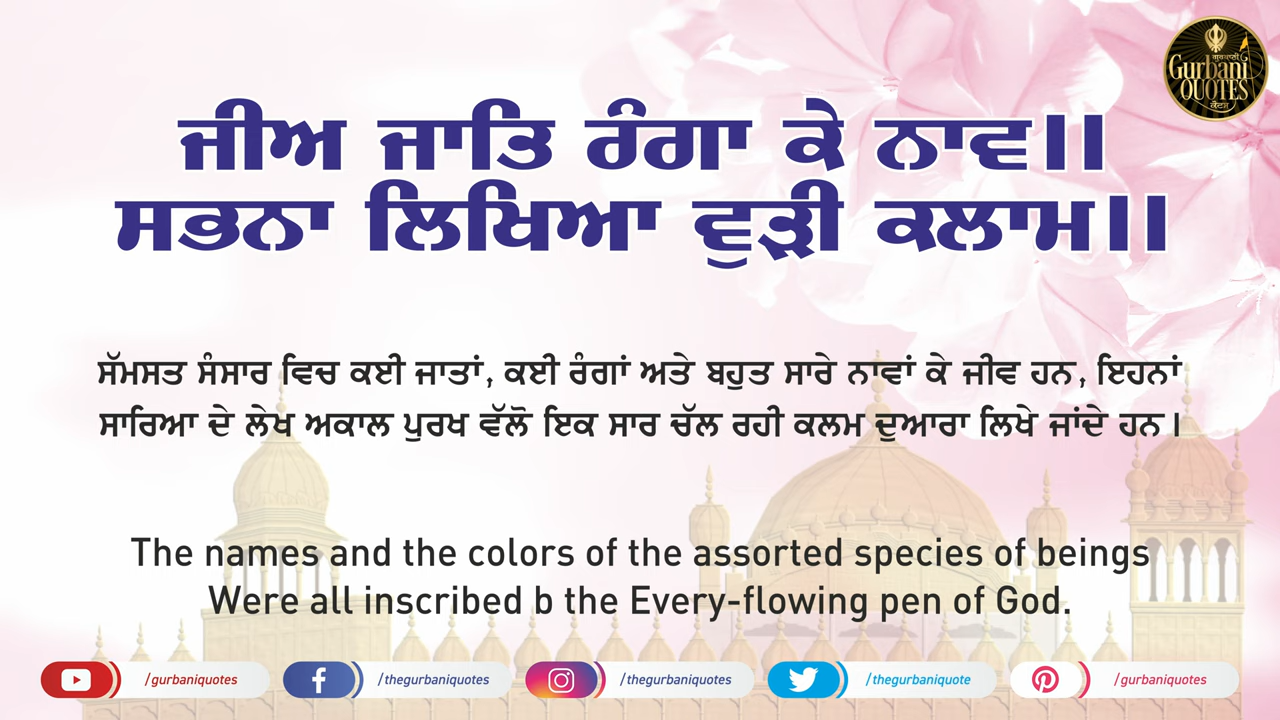 ਗੁਰਬਾਣੀ
Gurbani
QUOTES
ਕੋਟਸ
ਜੀਅ ਜਾਤਿ ਰੰਗਾ ਕੇ ਨਾਵ॥
ਸਭਨਾ ਲਿਖਿਆ ਵੁੜੀ ਕਲਾਮ॥
ਸੱਮਸਤ ਸੰਸਾਰ ਵਿਚ ਕਈ ਜਾਤਾਂ, ਕਈ ਰੰਗਾਂ ਅਤੇ ਬਹੁਤ ਸਾਰੇ ਨਾਵਾਂ ਕੇ ਜੀਵ ਹਨ, ਇਹਨਾਂ
ਸਾਰਿਆ ਦੇ ਲੇਖ ਅਕਾਲ ਪੁਰਖ ਵੱਲੋ ਇਕ ਸਾਰ ਚੱਲ ਰਹੀ ਕਲਮ ਦੁਆਰਾ ਲਿਖੇ ਜਾਂਦੇ ਹਨ।
The names and the colors of the assorted species of beings
Were all inscribed b the Every-flowing pen of God.
/gurbaniquotes /thegurbaniquotes /thegurbaniquotes /thegurbaniquote /gurbaniquotes